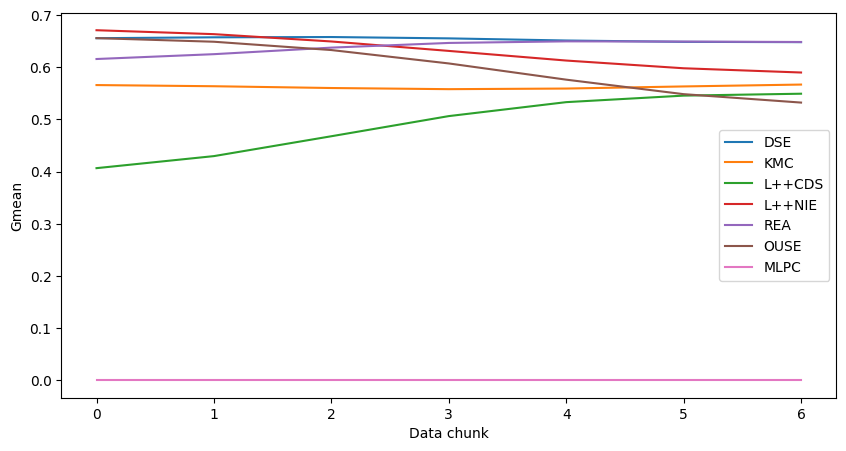 0.7
0.6
0.5
0.4
0.3
0.2
0.1
0.0
Gmean
0 1 2 3 4 5 6
Data chunk
DSE
KMC
L++CDS
L++NIE
REA
OUSE
MLPC